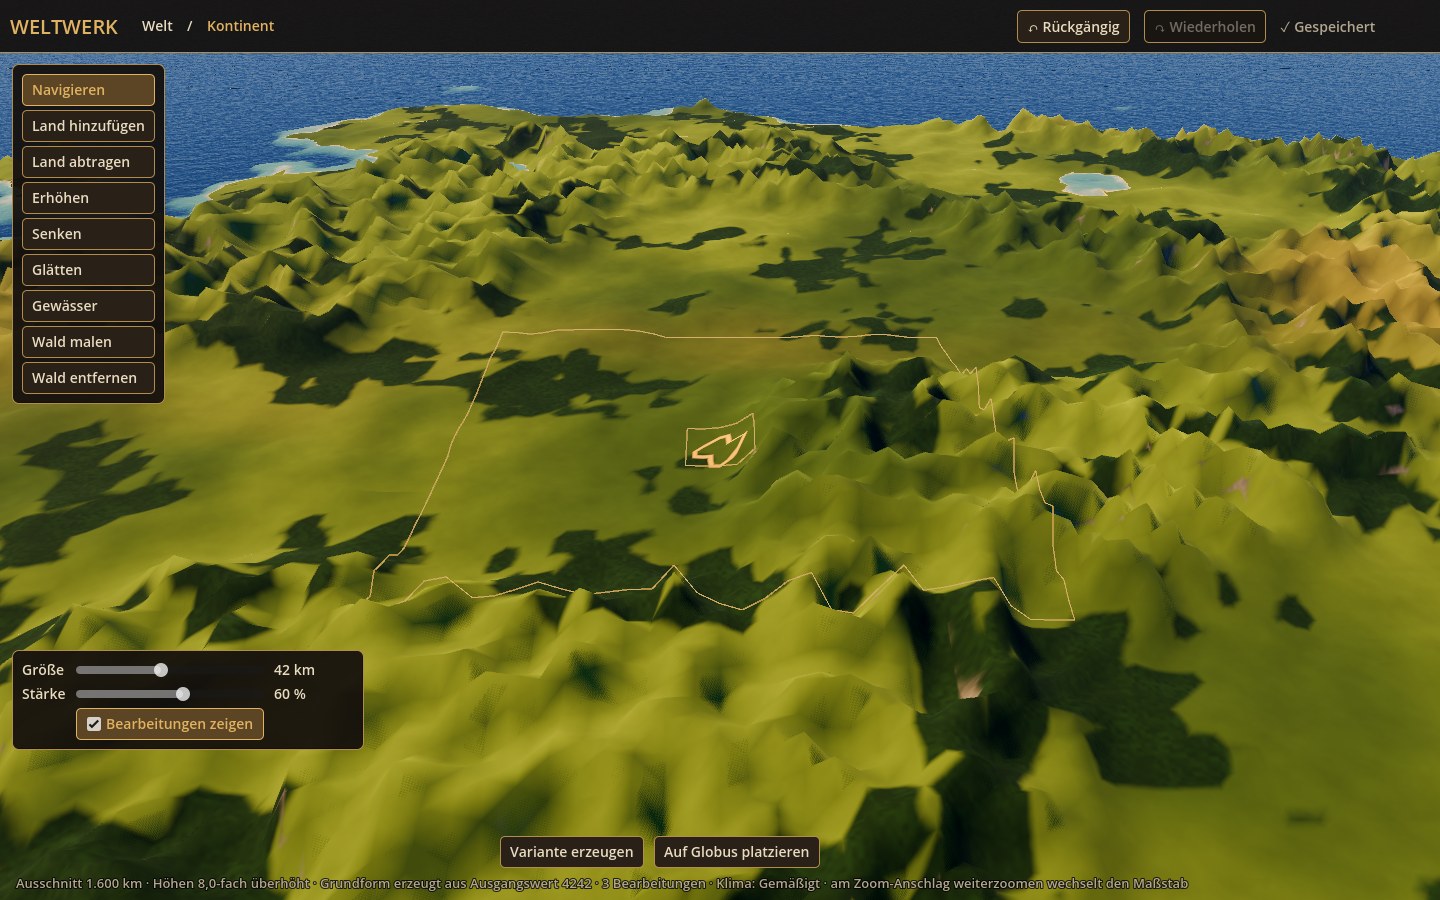 WELTWERK Welt / Kontinent Rückgängig Wiederholen ✓ Gespeichert
Navigieren
Land hinzufügen
Land abtragen
Erhöhen
Senken
Glätten
Gewässer
Wald malen
Wald entfernen
Größe 42 km
Stärke 60 %
Bearbeitungen zeigen
Variante erzeugen Auf Globus platzieren
Ausschnitt 1.600 km · Höhen 8,0-fach überhöht · Grundform erzeugt aus Ausgangswert 4242 · 3 Bearbeitungen · Klima: Gemäßigt · am Zoom-Anschlag weiterzoomen wechselt den Maßstab